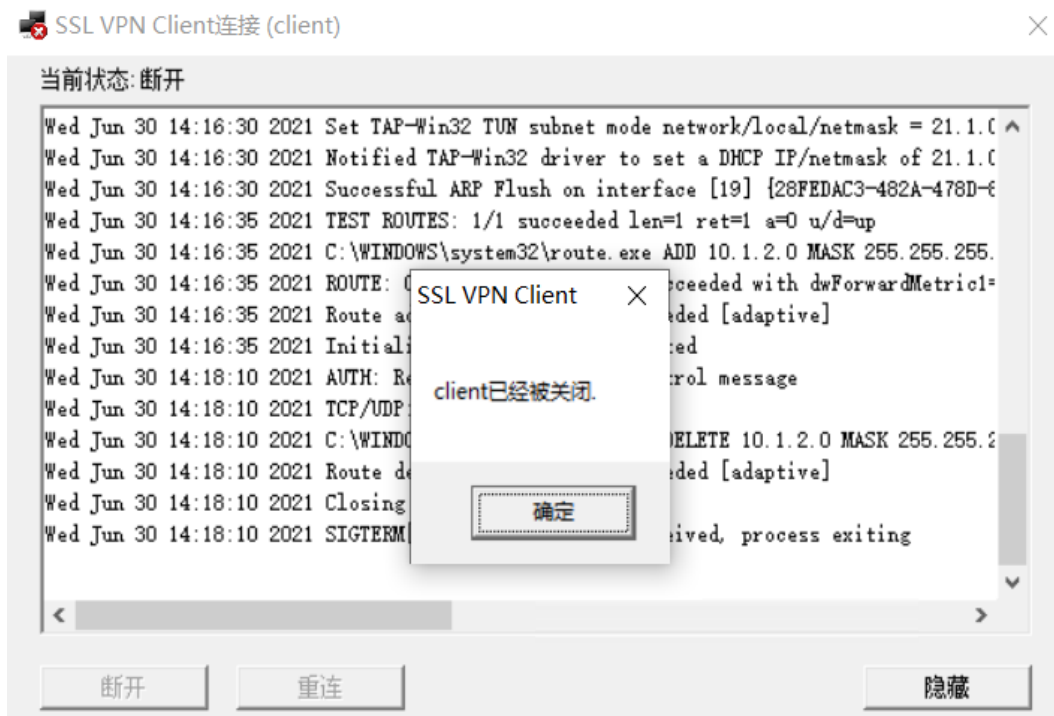 SSL VPN Client连接 (client)
当前状态: 断开
Wed Jun 30 14:16:30 2021 Set TAP-Win32 TUN subnet mode network/local/netmask = 21.1.0
Wed Jun 30 14:16:30 2021 Notified TAP-Win32 driver to set a DHCP IP/netmask of 21.1.0
Wed Jun 30 14:16:30 2021 Successful ARP Flush on interface [19] {28FEDAC3-482A-478D-
Wed Jun 30 14:16:35 2021 TEST ROUTES: 1/1 succeeded len=1 ret=1 a=0 u/d=up
Wed Jun 30 14:16:35 2021 C:\WINDOWS\system32\route.exe ADD 10.1.2.0 MASK 255.255.255.
Wed Jun 30 14:16:35 2021 ROUTE: ceeded with dwForwardMetric1=
Wed Jun 30 14:16:35 2021 Route ded [adaptive]
Wed Jun 30 14:16:35 2021 Initiali ed
Wed Jun 30 14:18:10 2021 AUTH: Re rol message
Wed Jun 30 14:18:10 2021 TCP/UDP:
Wed Jun 30 14:18:10 2021 C:\WINDO ELETE 10.1.2.0 MASK 255.255.2
Wed Jun 30 14:18:10 2021 Route de ded [adaptive]
Wed Jun 30 14:18:10 2021 Closing
Wed Jun 30 14:18:10 2021 SIGTERM ived, process exiting
SSL VPN Client
client已经被关闭.
确定
断开
重连
隐藏